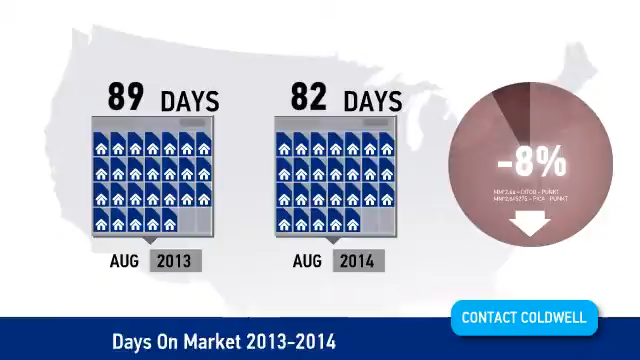 89 DAYS
82 DAYS
-8%
AUG 2013
AUG 2014
CONTACT COLDWELL
Days On Market 2013-2014